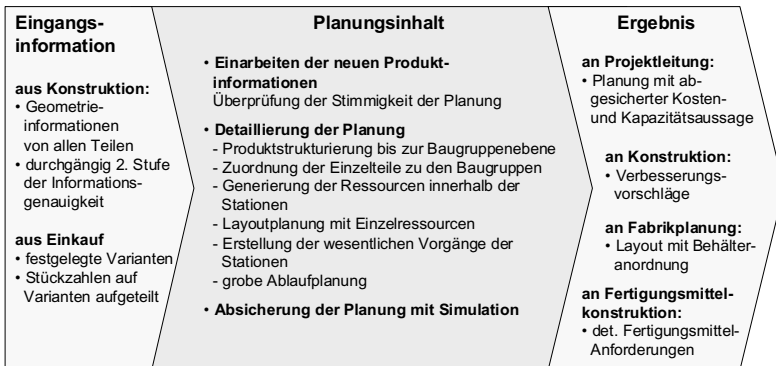 Eingangs-
information
aus Konstruktion:
• Geometrie-
informationen
von allen Teilen
• durchgängig 2. Stufe
der Informations-
genauigkeit
aus Einkauf
• festgelegte Varianten
• Stückzahlen auf
Varianten aufgeteilt
Planungsinhalt
• Einarbeiten der neuen Produkt-
informationen
Überprüfung der Stimmigkeit der Planung
• Detaillierung der Planung
- Produktstrukturierung bis zur Baugruppenebene
- Zuordnung der Einzelteile zu den Baugruppen
- Generierung der Ressourcen innerhalb der
Stationen
- Layoutplanung mit Einzelressourcen
- Erstellung der wesentlichen Vorgänge der
Stationen
- grobe Ablaufplanung
• Absicherung der Planung mit Simulation
Ergebnis
an Projektleitung:
• Planung mit ab-
gesicherter Kosten-
und Kapazitätsaussage
an Konstruktion:
• Verbesserungs-
vorschläge
an Fabrikplanung:
• Layout mit Behälter-
anordnung
an Fertigungsmittel-
konstruktion:
• det. Fertigungsmittel-
Anforderungen